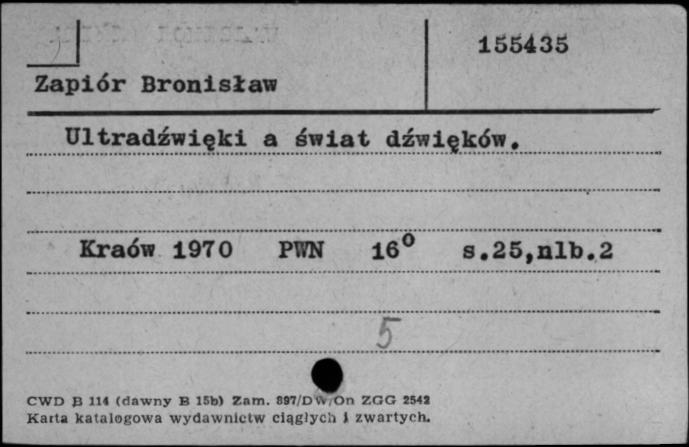 155435
Zapiór Bronisław
Ultradźwięki a świat dźwięków.
Kraów 1970 PWN 16⁰ s.25,nlb.2
5
CWD B 114 (dawny B 15b) Zam. 897/DW/On ZGG 2542
Karta katalogowa wydawnictw ciągłych i zwartych.